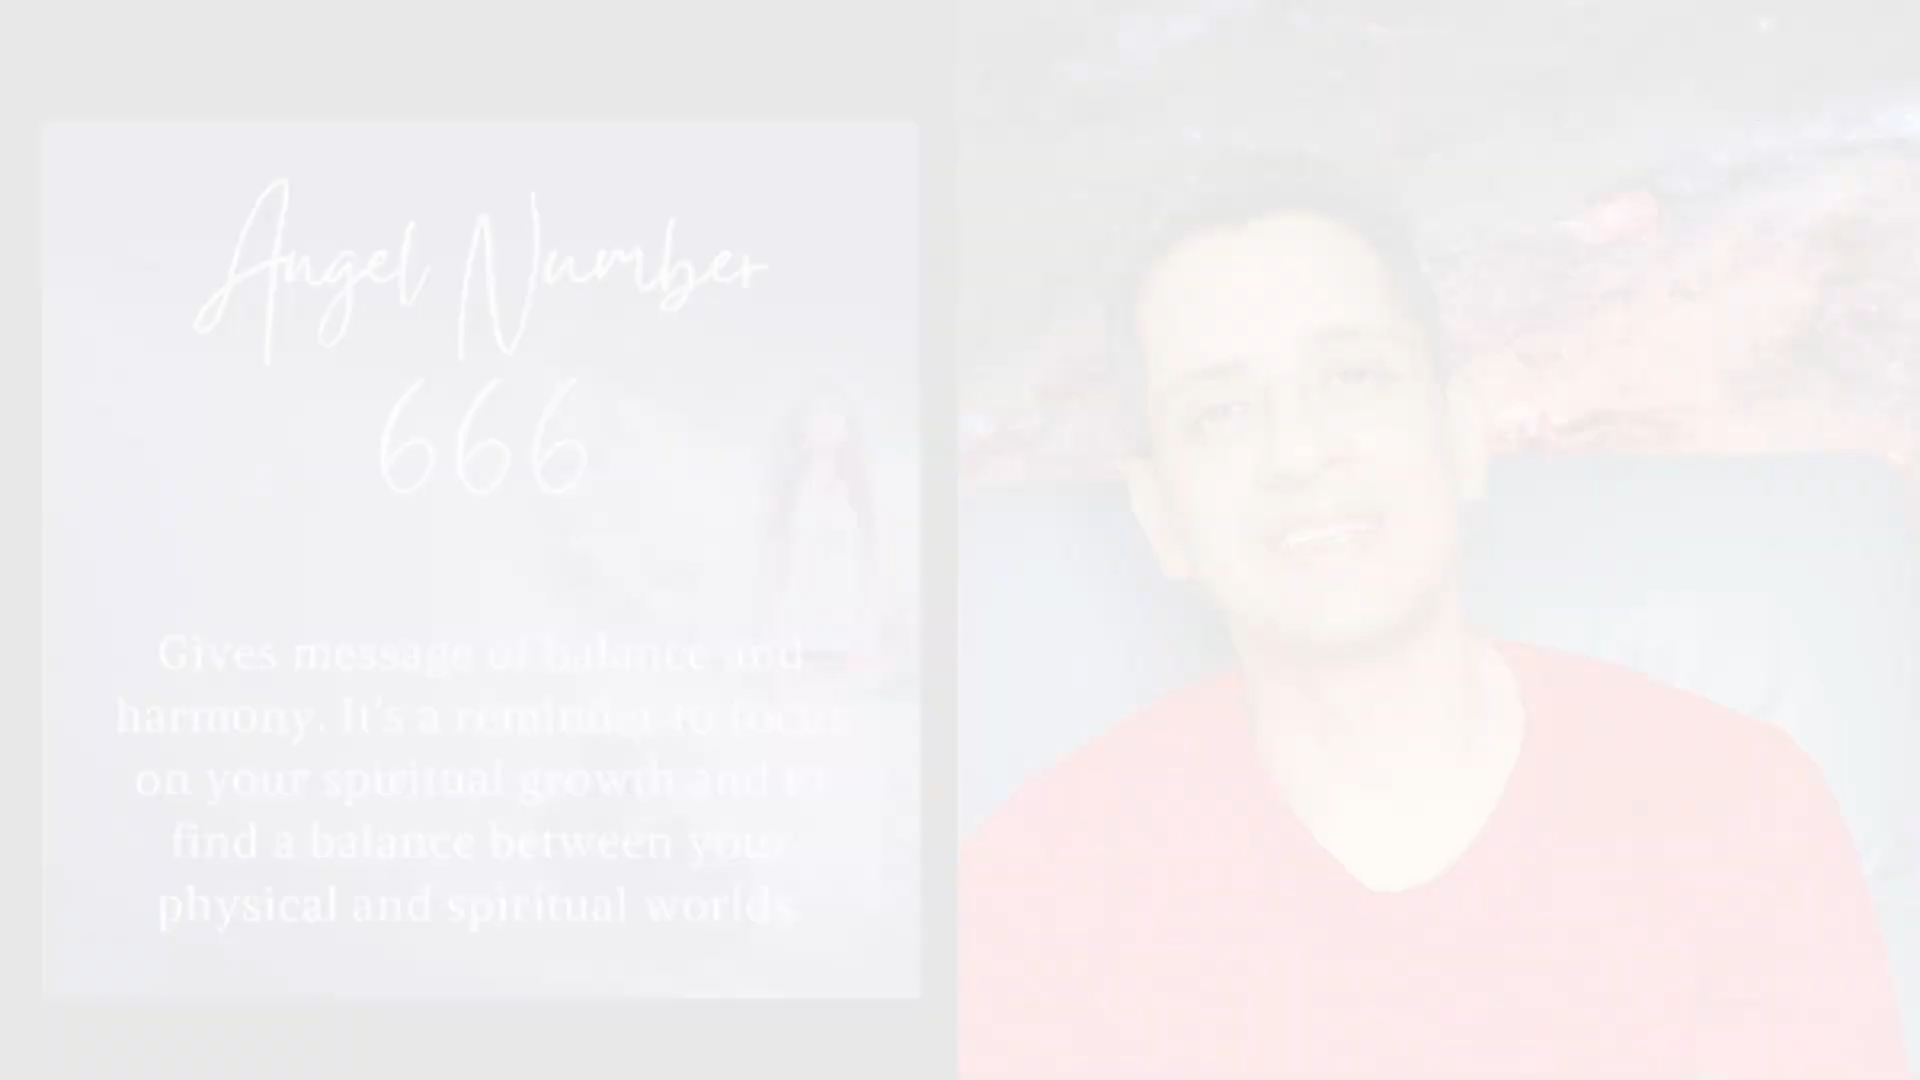 Angel Number
666
Gives message of balance and
harmony. It's a reminder to focus
on your spiritual growth and to
find a balance between your
physical and spiritual worlds.